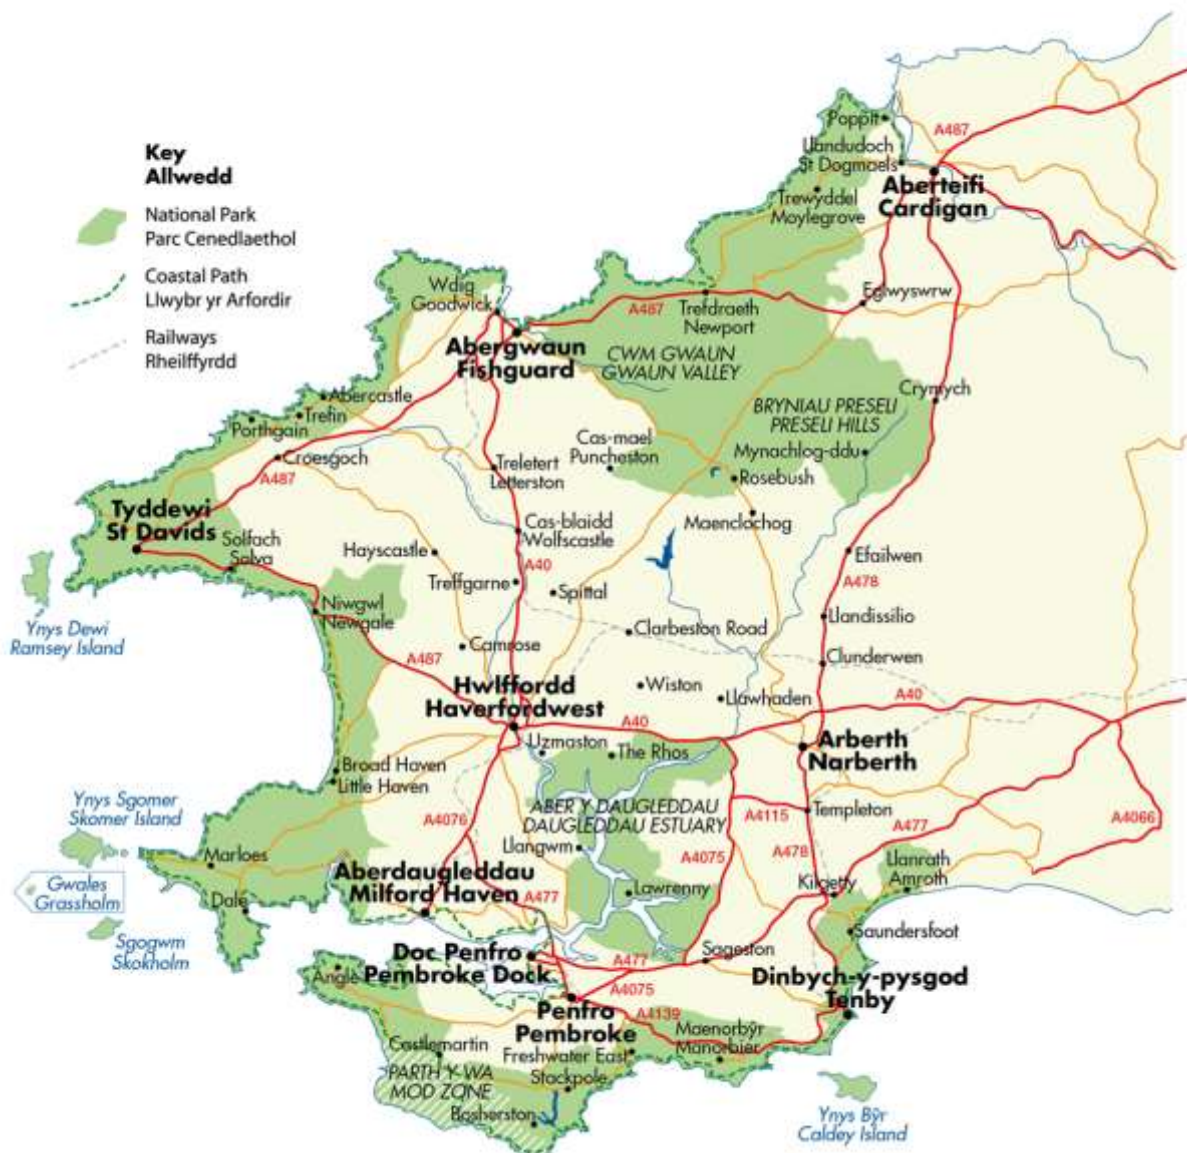 Key
Allwedd
National Park
Parc Cenedlaethol
Coastal Path
Llwybr yr Arfordir
Railways
Rheilffyrdd
Poppit
A487
Llandudoch
St Dogmaels
Aberteifi
Cardigan
Trewyddel
Moylegrove
Wdig
Goodwick
A487
Trefdraeth
Newport
Eglwyswrw
Abergwaun
Fishguard
CWM GWAUN
GWAUN VALLEY
Abercastle
Trefin
Porthgain
Crymych
BRYNIAU PRESELI
PRESELI HILLS
Croesgoch
A487
Cas-mael
Puncheston
Mynachlog-ddu
Treletert
Letterston
Rosebush
Tyddewi
St Davids
Solfach
Solva
Cas-blaidd
Wolfscastle
Maenclochog
Hayscastle
A40
Efailwen
Treffgarne
Spittal
A478
Niwgwl
Newgale
Llandissilio
Ynys Dewi
Ramsey Island
Clarbeston Road
Camrose
A487
Clunderwen
Hwlffordd
Haverfordwest
Wiston
Llawhaden
A40
A40
Uzmaston
The Rhos
Arberth
Narberth
Broad Haven
Little Haven
Ynys Sgomer
Skomer Island
ABER Y DAUGLEDDAU
DAUGLEDDAU ESTUARY
A4076
Templeton
A4115
A477
A4066
Llangwm
A4075
A478
Marloes
Llanrath
Amroth
Aberdaugleddau
Milford Haven
Gwales
Grassholm
Dale
Lawrenny
Kilgetty
A477
Sgogwm
Skokholm
Saundersfoot
Doc Penfro
Pembroke Dock
A477
Sageston
Angle
A4075
Dinbych-y-pysgod
Tenby
Penfro
Pembroke
A4139
Maenorbŷr
Manorbier
Castlemartin
Freshwater East
PARTH Y WA
MOD ZONE
Stackpole
Bosherston
Ynys Bŷr
Caldey Island